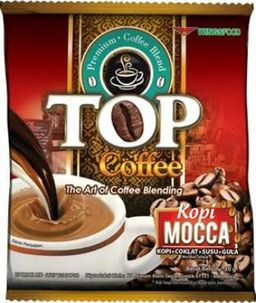 WINGSFOOD
Premium • Coffee Blend
TOP
Coffee
The Art of Coffee Blending
Kopi
MOCCA
KOPI•COKLAT•SUSU•GULA
Saran Penyajian